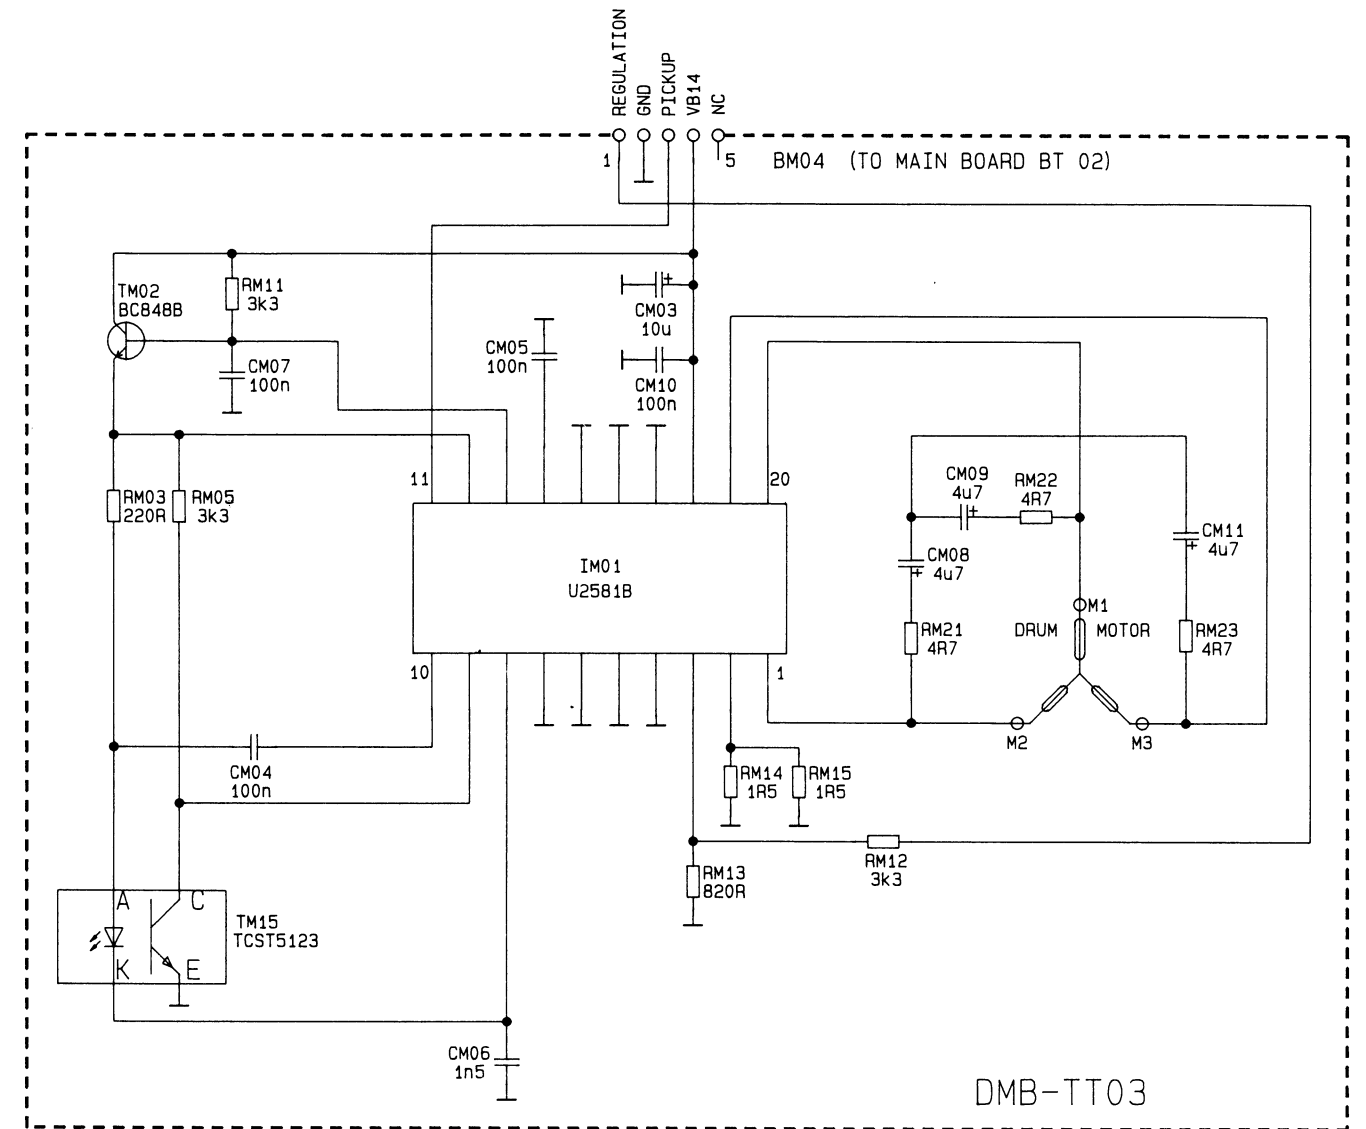 REGULATION
GND
PICKUP
VB14
NC
1
5
BM04 (TO MAIN BOARD BT 02)
TM02
BC848B
RM11
3k3
CM03
10u
CM05
100n
CM07
100n
CM10
100n
11
20
RM03
220R
RM05
3k3
CM09
4u7
RM22
4R7
CM11
4u7
CM08
4u7
IM01
U2581B
M1
DRUM MOTOR
RM21
4R7
RM23
4R7
10
1
M2
M3
CM04
100n
RM14
1R5
RM15
1R5
RM12
3k3
RM13
820R
A
C
K
E
TM15
TCST5123
CM06
1n5
DMB-TT03